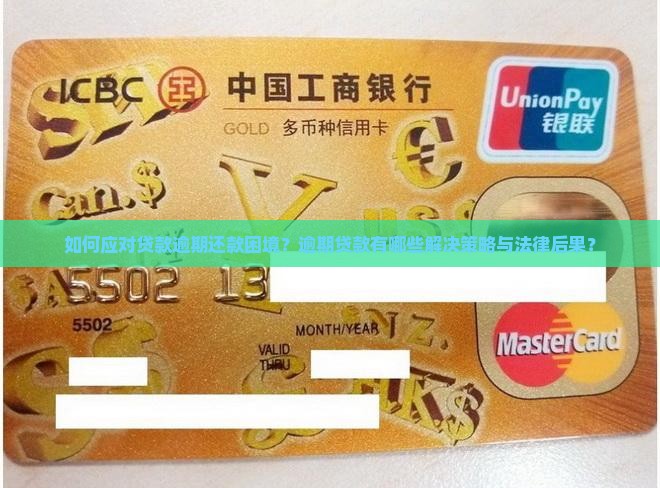 ICBC 中国工商银行
GOLD 多币种信用卡
UnionPay
银联
Can.$
如何应对贷款逾期还款困境？逾期贷款有哪些解决策略与法律后果？
5502 13
5502
MONTH/YEAR
VALID
THRU
MasterCard
HK$